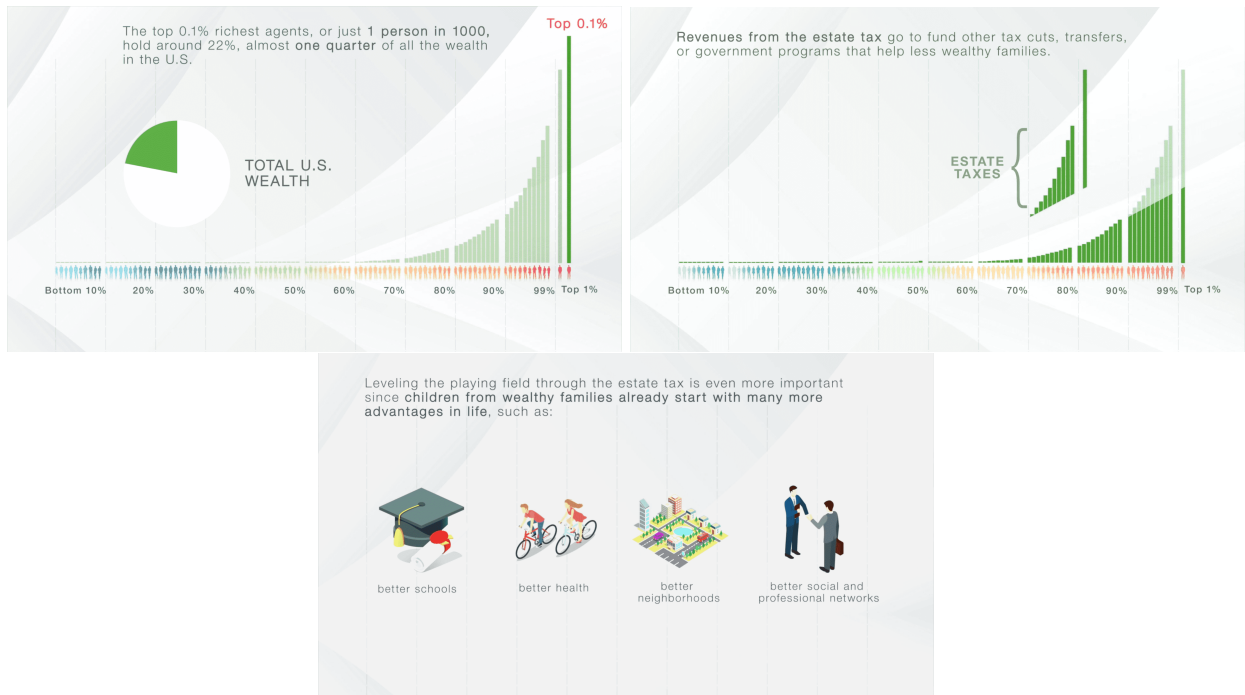 Top 0.1%
The top 0.1% richest agents, or just 1 person in 1000,
hold around 22%, almost one quarter of all the wealth
in the U.S.
TOTAL U.S.
WEALTH
Bottom 10% 20% 30% 40% 50% 60% 70% 80% 90% 99% Top 1%
Revenues from the estate tax go to fund other tax cuts, transfers,
or government programs that help less wealthy families.
ESTATE
TAXES
Bottom 10% 20% 30% 40% 50% 60% 70% 80% 90% 99% Top 1%
Leveling the playing field through the estate tax is even more important
since children from wealthy families already start with many more
advantages in life, such as:
better schools
better health
better
neighborhoods
better social and
professional networks